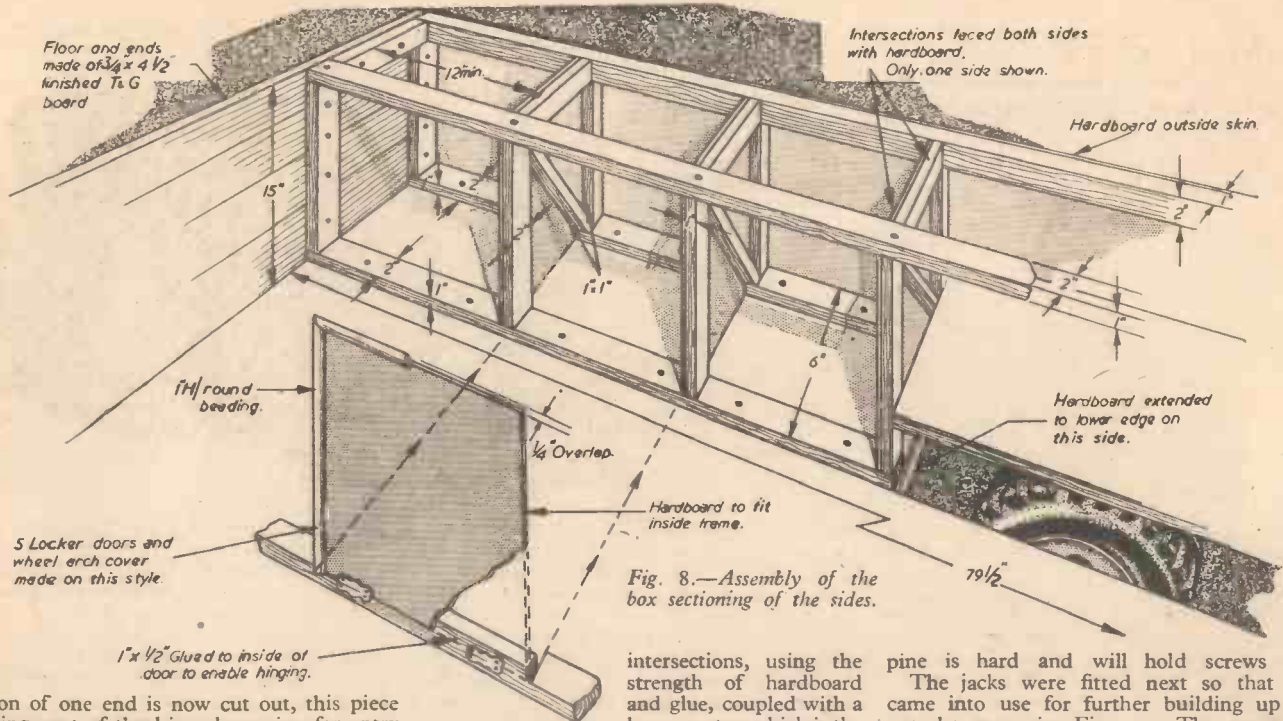 Floor and ends
made of 3/4" x 4 1/2"
finished T&G
board
12"min.
Intersections faced both sides
with hardboard.
Only one side shown.
Hardboard outside skin.
15"
2"
2"
2"
1"
1"x 1"
6"
1"
2"
2"
1"
1"H/round
beading.
1/4" Overlap.
Hardboard to fit
inside frame.
Hardboard extended
to lower edge on
this side.
5 Locker doors and
wheel arch cover
made on this style.
79 1/2"
Fig. 8.—Assembly of the
box sectioning of the sides.
1"x 1/2" Glued to inside of
door to enable hinging.
on of one end is now cut out, this piece
intersections, using the
strength of hardboard
and glue, coupled with a
pine is hard and will hold screws
The jacks were fitted next so that
came into use for further building up